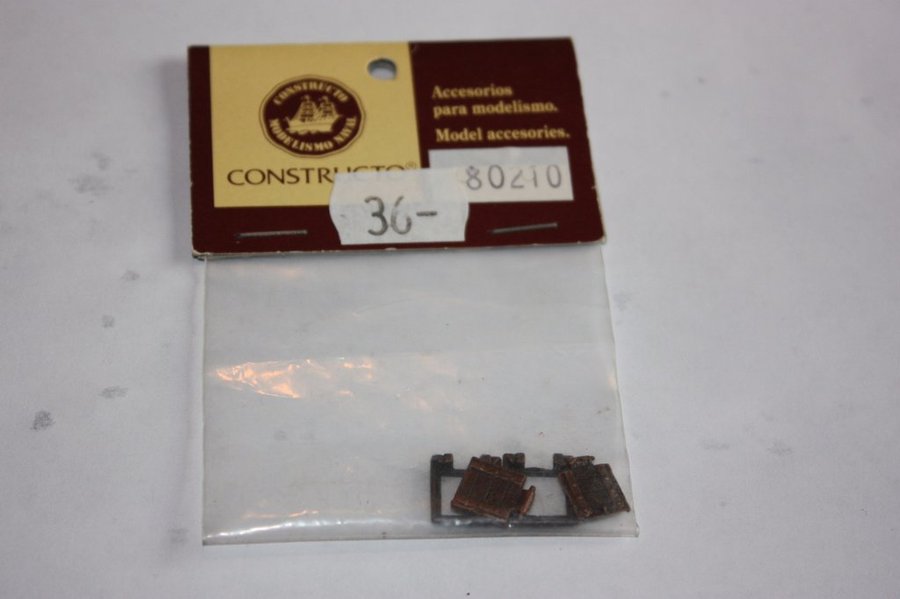 CONSTRUCTO
MODELISMO NAVAL
CONSTRUCTO®
Accesorios
para modelismo.
Model accesories.
80210
36-